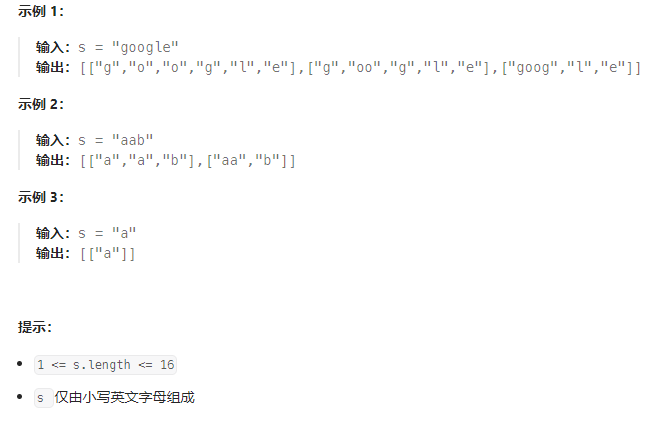 示例 1：
输入：s = "google"
输出：[["g","o","o","g","l","e"],["g","oo","g","l","e"],["goog","l","e"]]
示例 2：
输入：s = "aab"
输出：[["a","a","b"],["aa","b"]]
示例 3：
输入：s = "a"
输出：[["a"]]
提示：
1 <= s.length <= 16
s 仅由小写英文字母组成